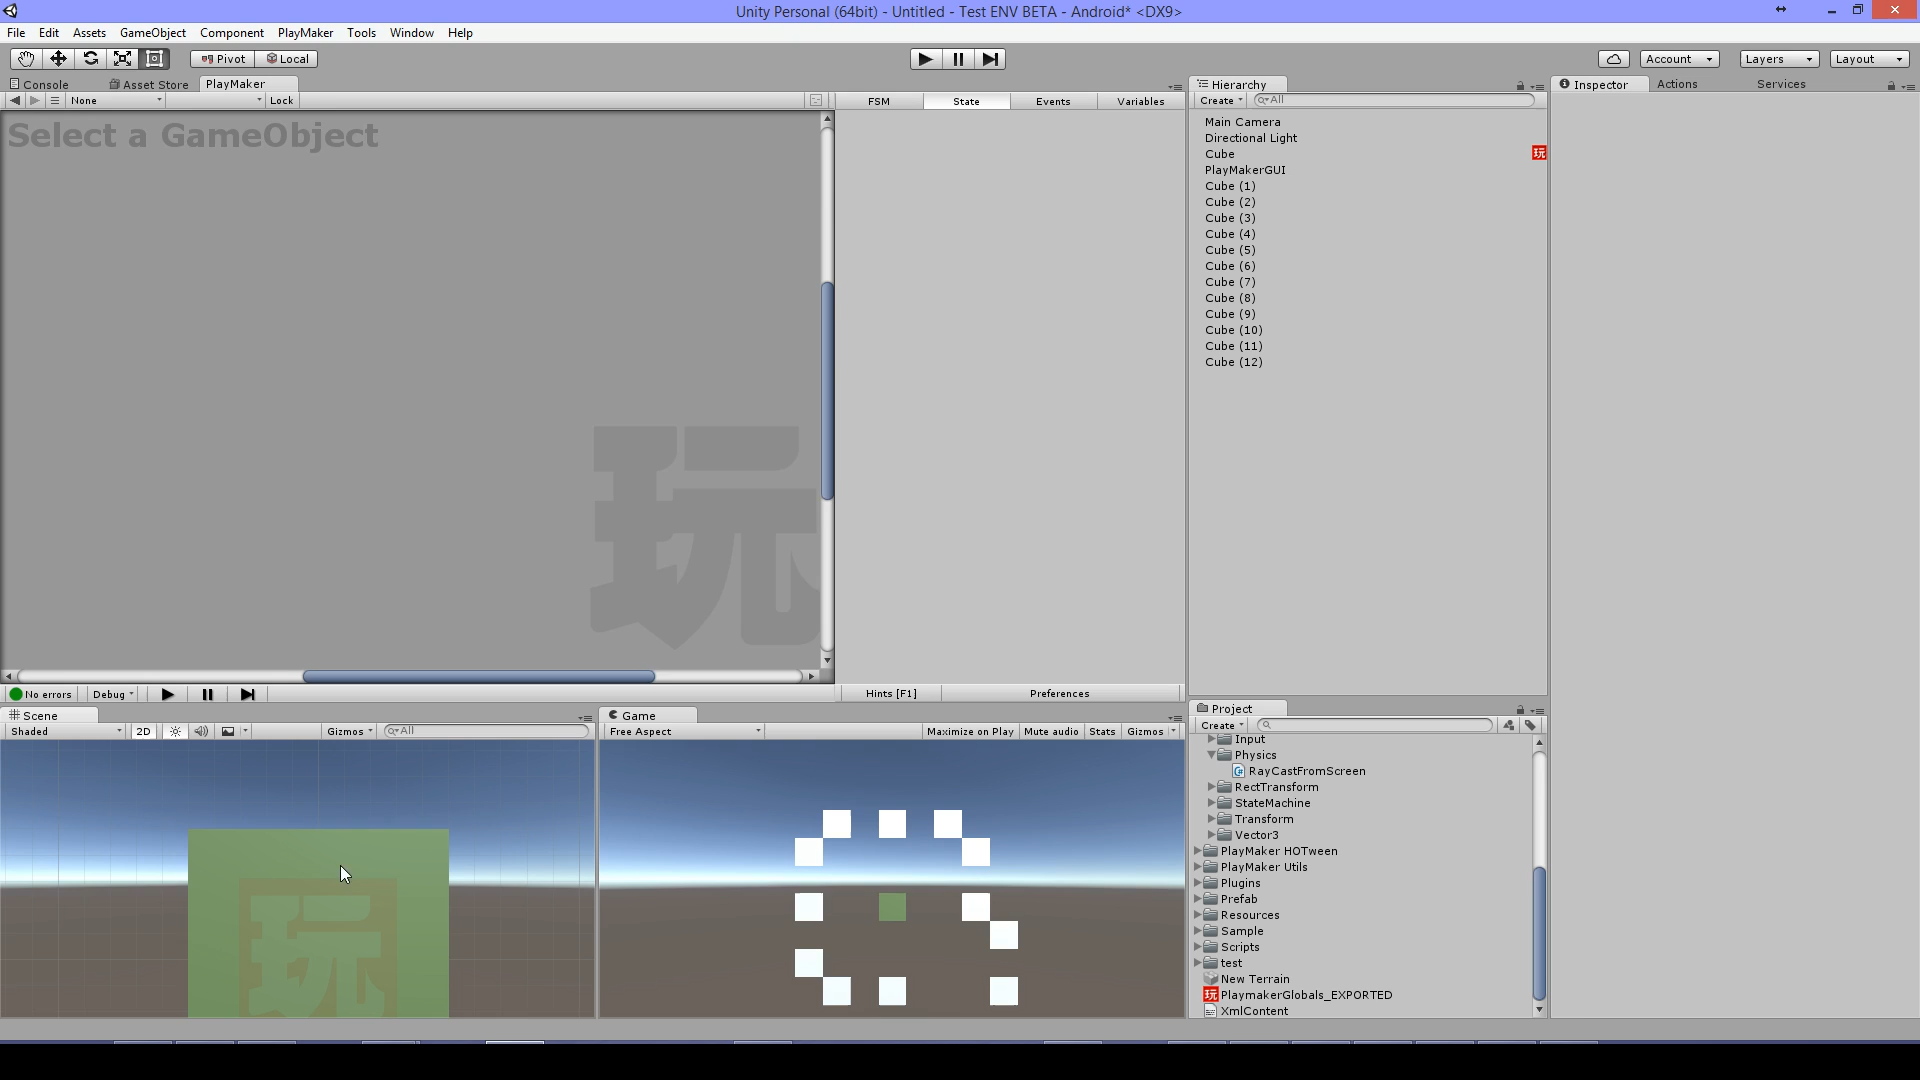 Unity Personal (64bit) - Untitled - Test ENV BETA - Android* <DX9>
File Edit Assets GameObject Component PlayMaker Tools Window Help
Pivot Local Account Layers Layout
Console Asset Store PlayMaker
None Lock
Select a GameObject
玩
FSM State Events Variables
No errors Debug
Hints [F1] Preferences
Hierarchy
Create All
Main Camera
Directional Light
Cube 玩
PlayMakerGUI
Cube (1)
Cube (2)
Cube (3)
Cube (4)
Cube (5)
Cube (6)
Cube (7)
Cube (8)
Cube (9)
Cube (10)
Cube (11)
Cube (12)
Inspector Actions Services
Scene
Shaded 2D Gizmos All
玩
Game
Free Aspect Maximize on Play Mute audio Stats Gizmos
Project
Create
Input
Physics
RayCastFromScreen
RectTransform
StateMachine
Transform
Vector3
PlayMaker HOTween
PlayMaker Utils
Plugins
Prefab
Resources
Sample
Scripts
test
New Terrain
玩 PlaymakerGlobals_EXPORTED
XmlContent